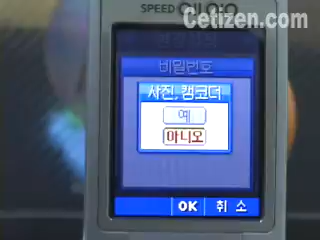 Cetizen.com
SPEED 011
비밀번호
사진, 캠코더
예
아니오
OK 취소